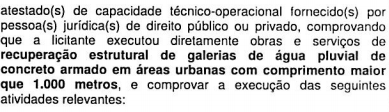 atestado(s) de capacidade técnico-operacional fornecido(s) por
pessoa(s) jurídica(s) de direito público ou privado, comprovando
que a licitante executou diretamente obras e serviços de
recuperação estrutural de galerias de água pluvial de
concreto armado em áreas urbanas com comprimento maior
que 1.000 metros, e comprovar a execução das seguintes
atividades relevantes: